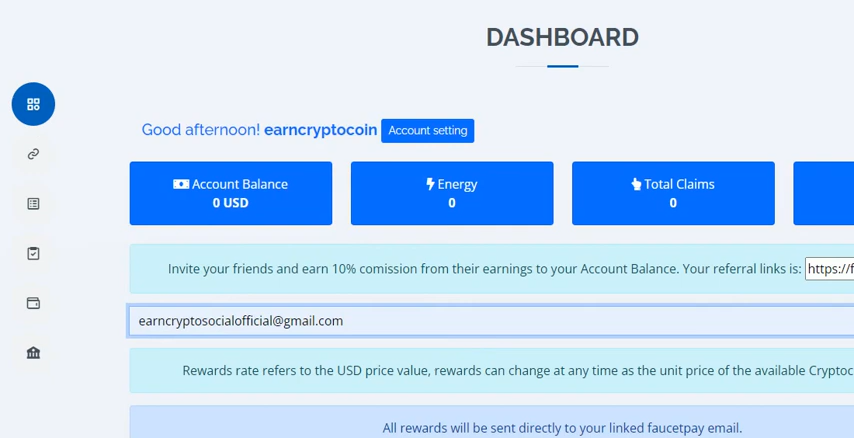 DASHBOARD
Good afternoon! earncryptocoin Account setting
Account Balance
0 USD
Energy
0
Total Claims
0
Invite your friends and earn 10% comission from their earnings to your Account Balance. Your referral links is: https://f
earncryptosocialofficial@gmail.com
Rewards rate refers to the USD price value, rewards can change at any time as the unit price of the available Cryptoc
All rewards will be sent directly to your linked faucetpay email.